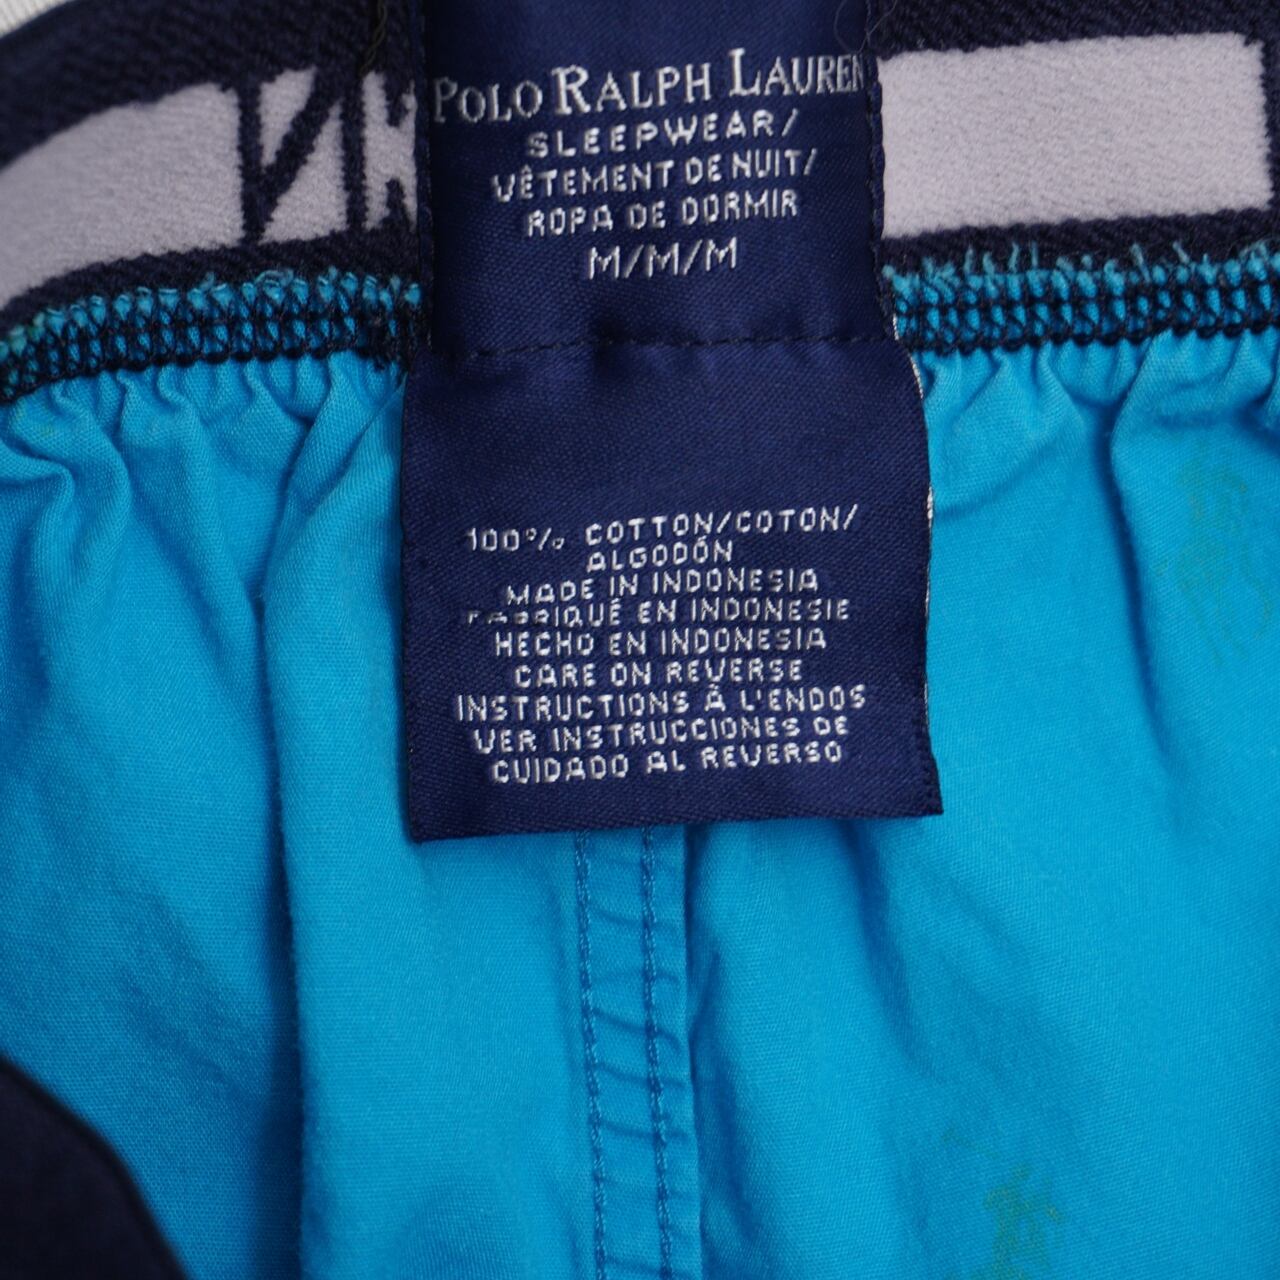 POLO RALPH LAUREN
SLEEPWEAR/
VÊTEMENT DE NUIT/
ROPA DE DORMIR
M/M/M
100% COTTON/COTON/
ALGODÓN
MADE IN INDONESIA
FABRIQUÉ EN INDONESIE
HECHO EN INDONESIA
CARE ON REVERSE
INSTRUCTIONS À L'ENDOS
VER INSTRUCCIONES DE
CUIDADO AL REVERSO